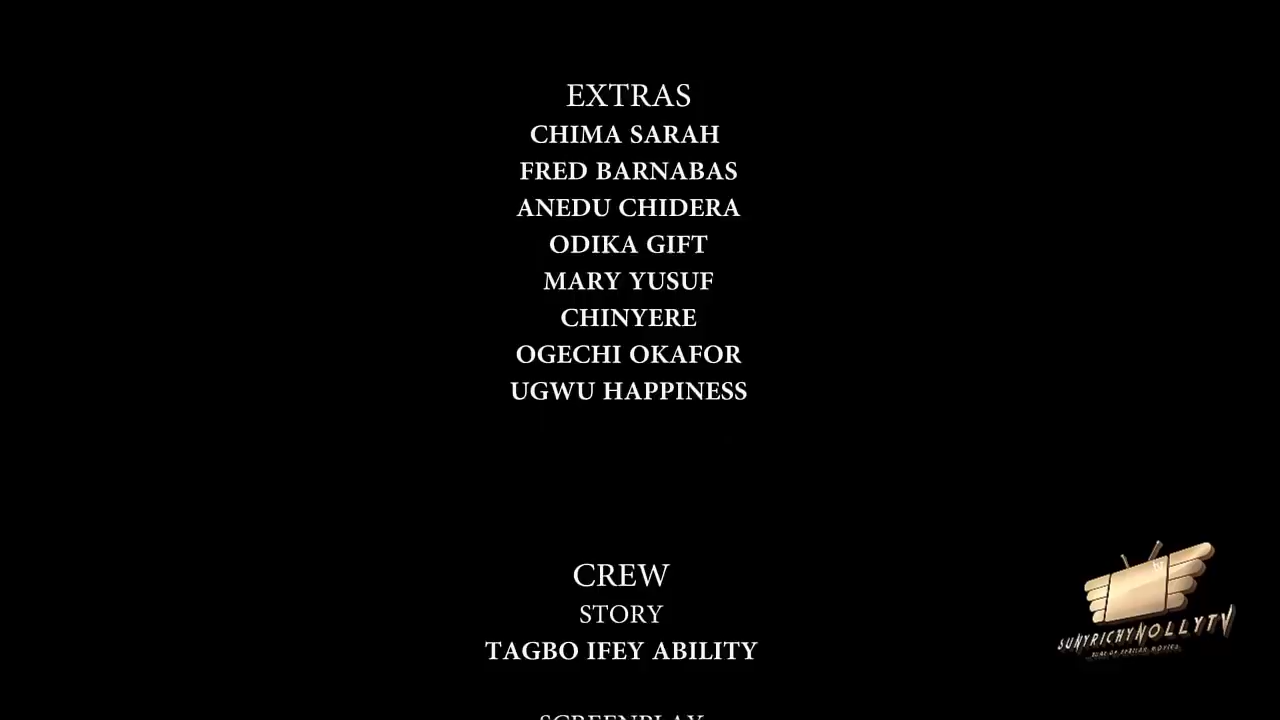 EXTRAS
CHIMA SARAH
FRED BARNABAS
ANEDU CHIDERA
ODIKA GIFT
MARY YUSUF
CHINYERE
OGECHI OKAFOR
UGWU HAPPINESS
CREW
STORY
TAGBO IFEY ABILITY
SCREENPLAY
SUNYRICHYNOLLYTV